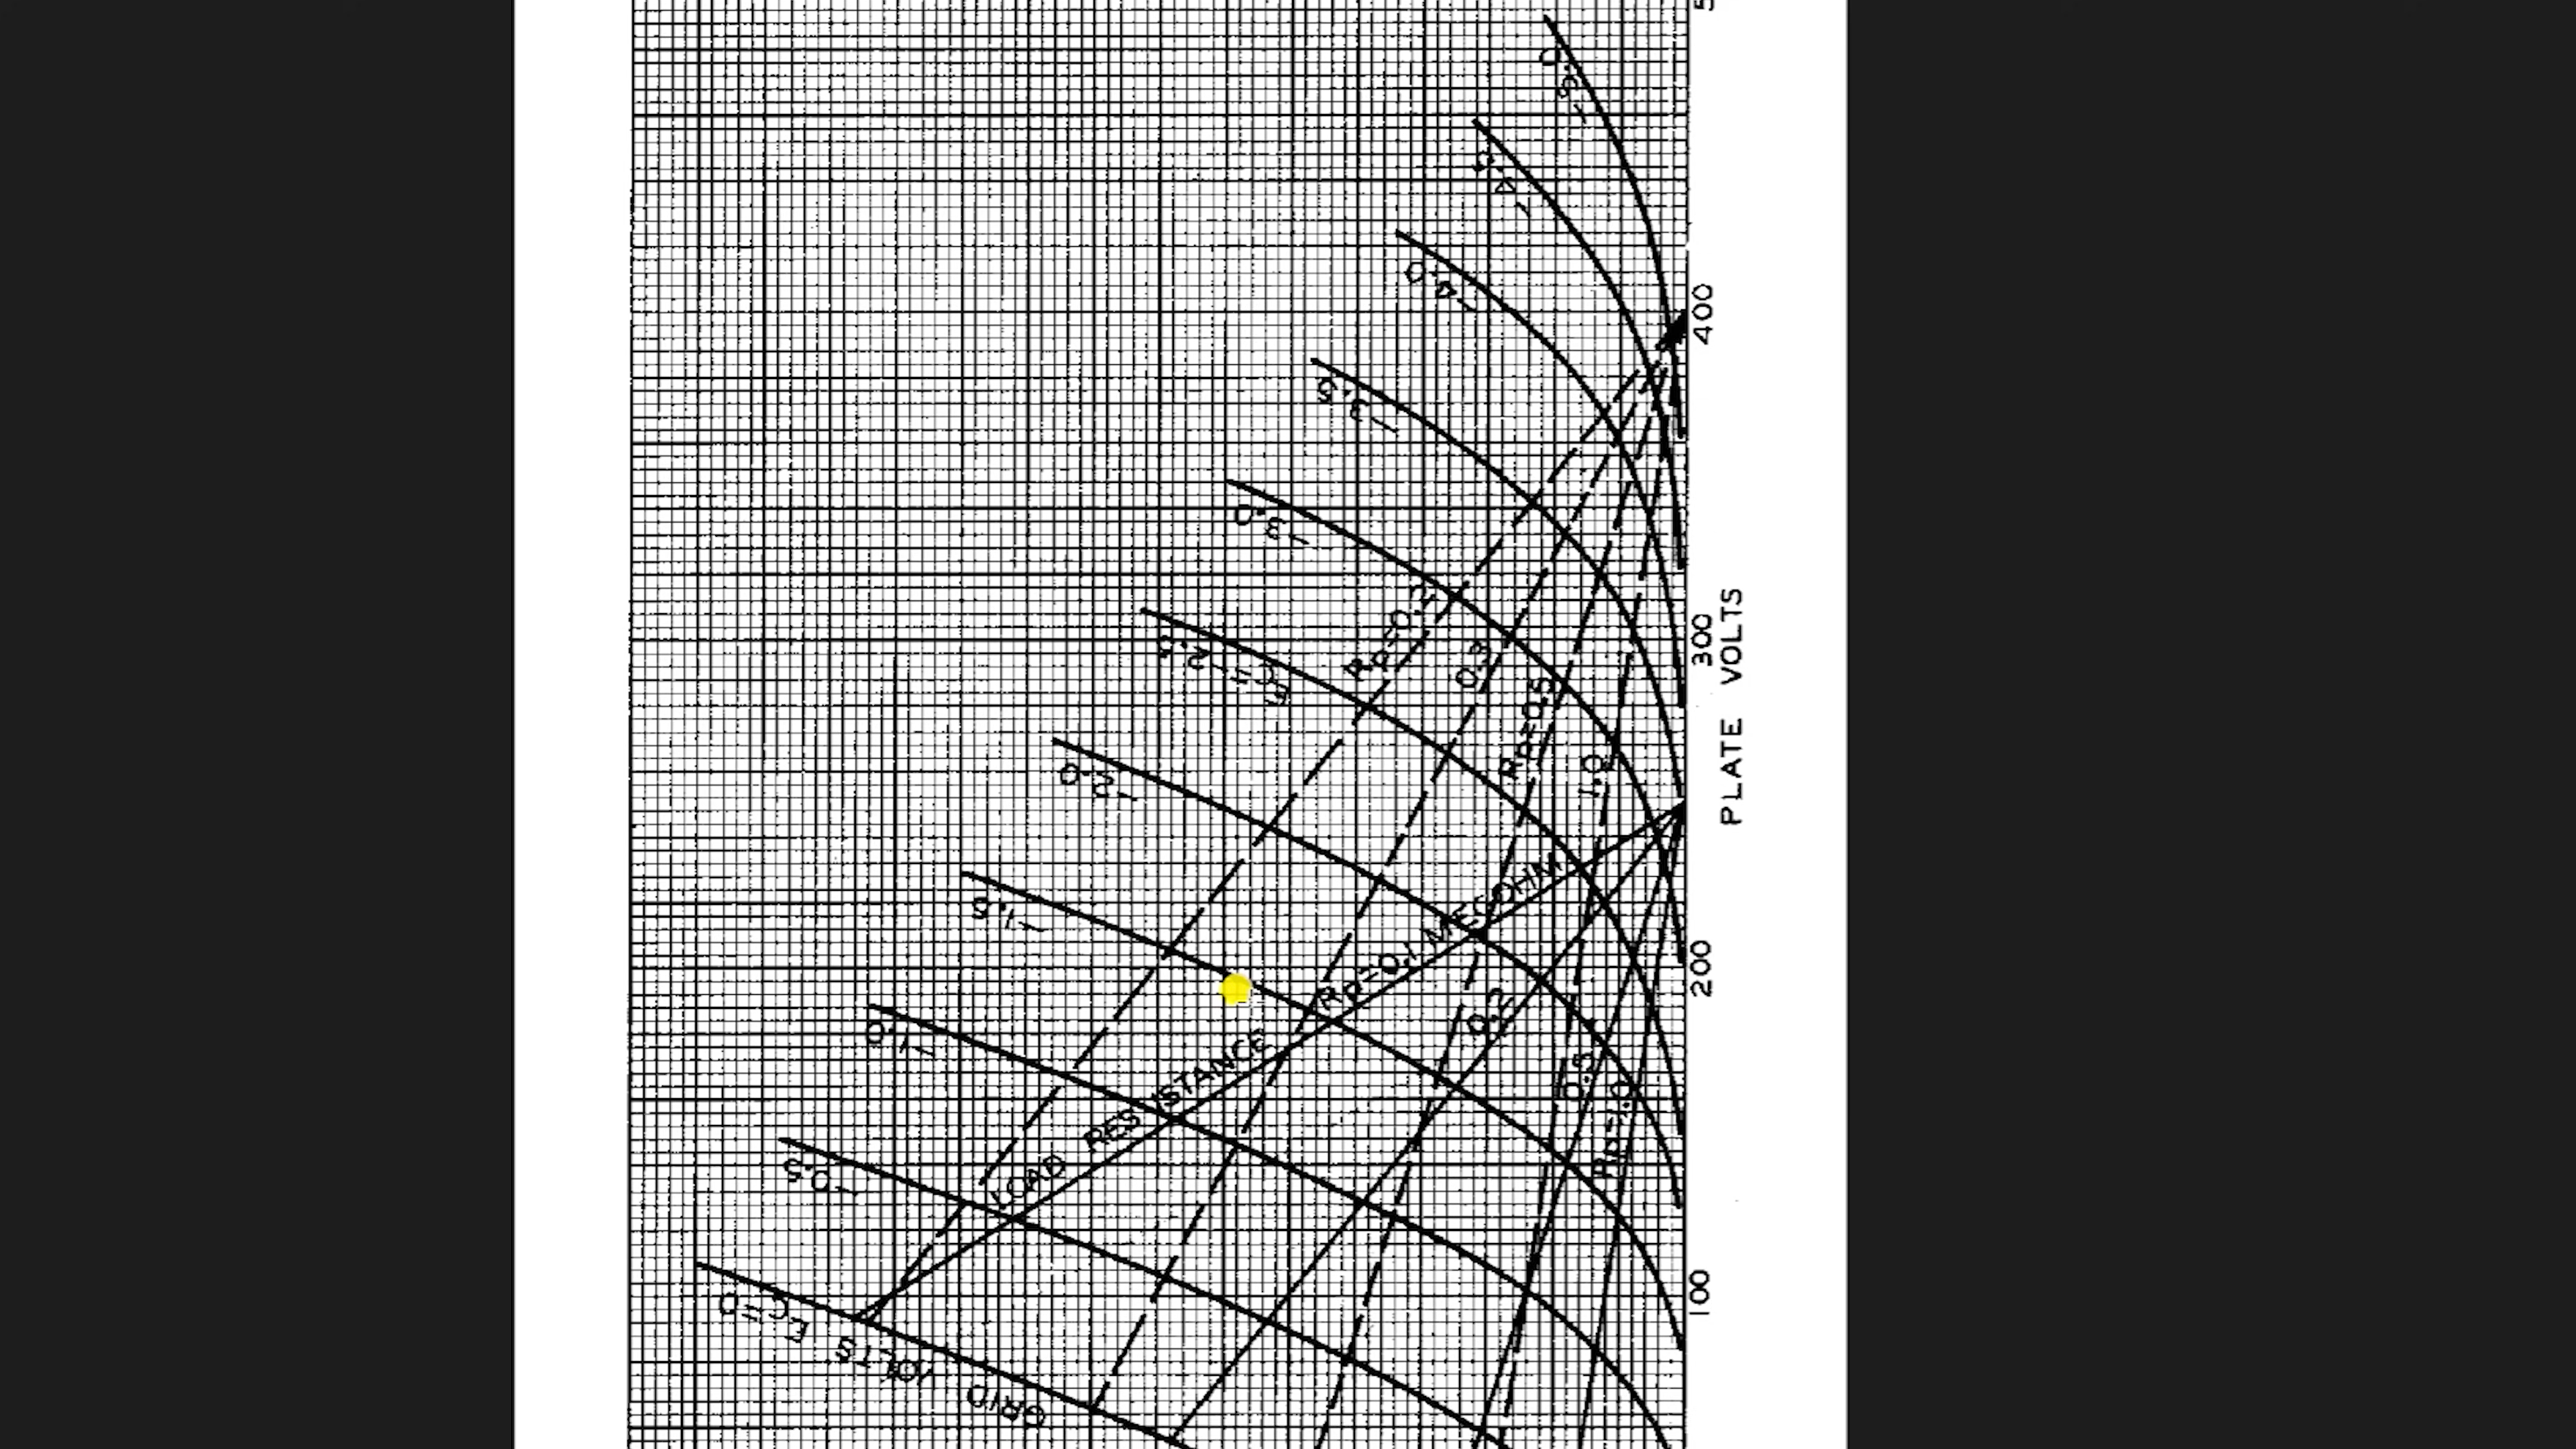 5
-5.0
-4.5
-4.0
400
-3.5
-3.0
Rp=0.2
300
EC=-2.5
0.3
PLATE VOLTS
Rp=0.5
-2.0
1.0
-1.5
LOAD RESISTANCE Rp=0.1 MEGOHM
200
0.2
-1.0
0.5
Rp=1.0
-0.5
100
GRID VOLTS EC=0